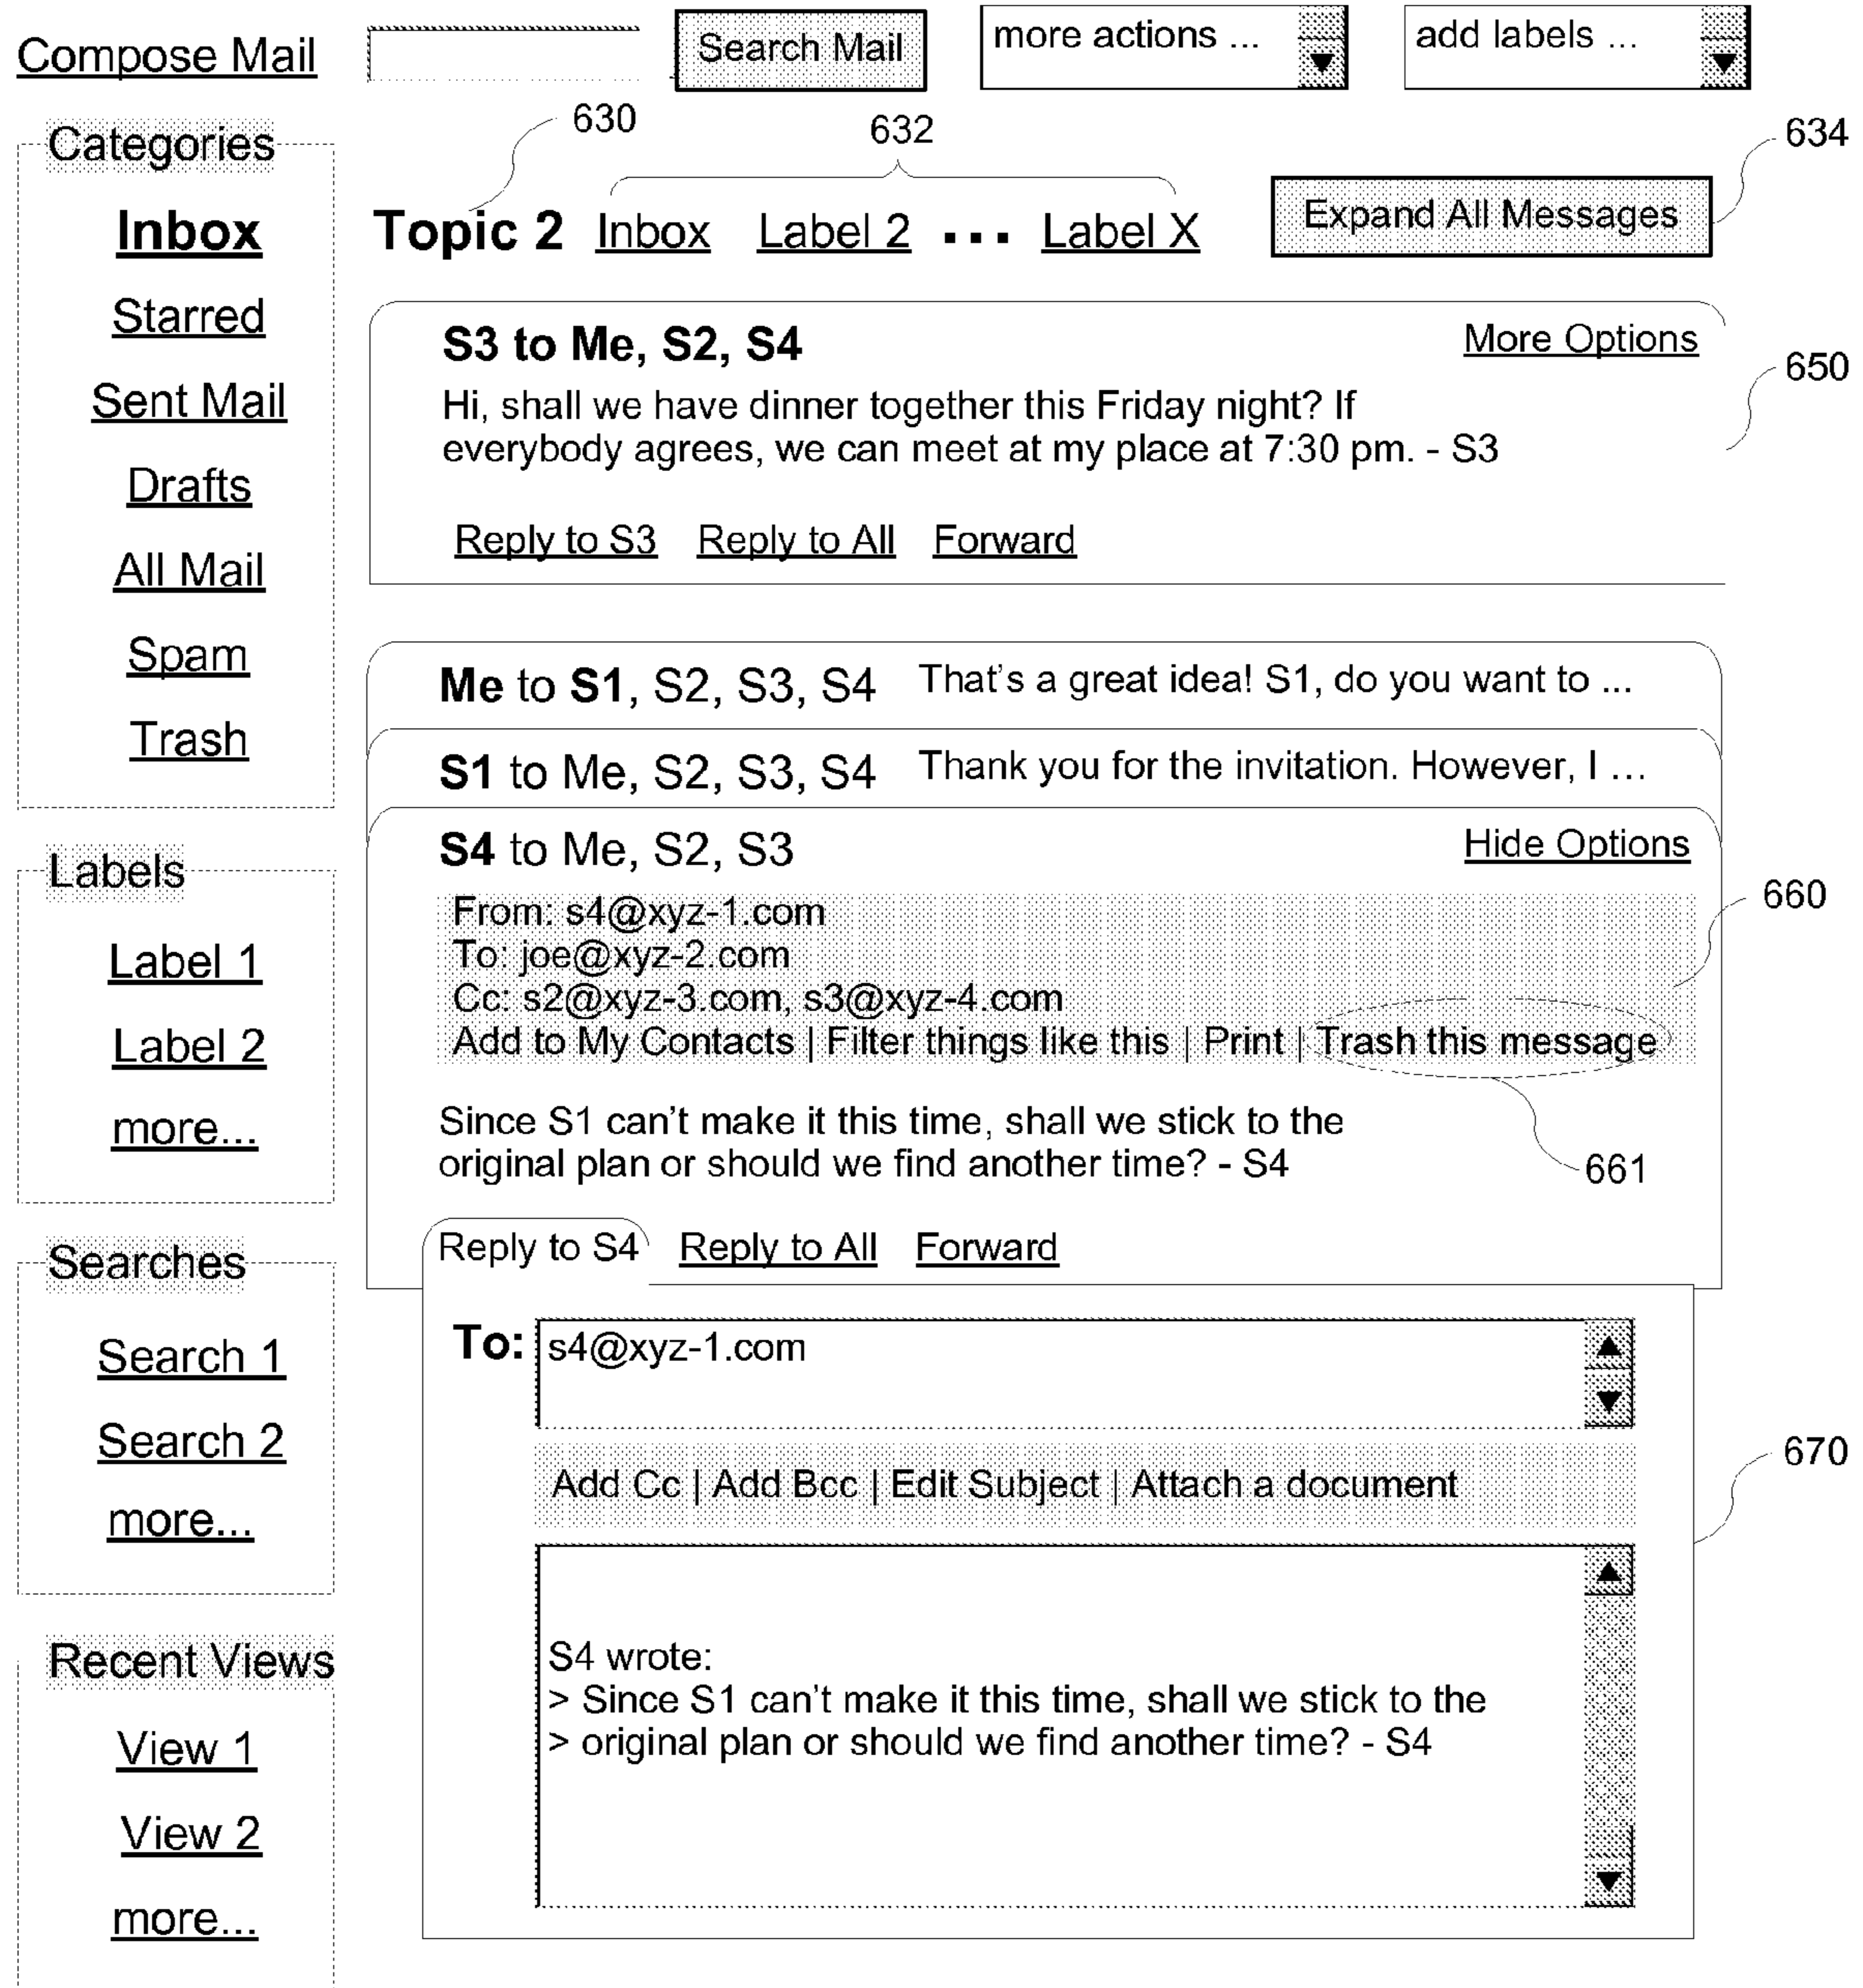 Compose Mail
Search Mail
more actions ...
add labels ...
630
632
634
Categories
Inbox
Starred
Sent Mail
Drafts
All Mail
Spam
Trash
Labels
Label 1
Label 2
more...
Searches
Search 1
Search 2
more...
Recent Views
View 1
View 2
more...
Topic 2 Inbox Label 2 ... Label X
Expand All Messages
S3 to Me, S2, S4
More Options
650
Hi, shall we have dinner together this Friday night? If
everybody agrees, we can meet at my place at 7:30 pm. - S3
Reply to S3 Reply to All Forward
Me to S1, S2, S3, S4 That's a great idea! S1, do you want to ...
S1 to Me, S2, S3, S4 Thank you for the invitation. However, I ...
S4 to Me, S2, S3
Hide Options
660
From: s4@xyz-1.com
To: joe@xyz-2.com
Cc: s2@xyz-3.com, s3@xyz-4.com
Add to My Contacts | Filter things like this | Print | Trash this message
Since S1 can't make it this time, shall we stick to the
original plan or should we find another time? - S4
661
Reply to S4 Reply to All Forward
To: s4@xyz-1.com
670
Add Cc | Add Bcc | Edit Subject | Attach a document
S4 wrote:
> Since S1 can't make it this time, shall we stick to the
> original plan or should we find another time? - S4